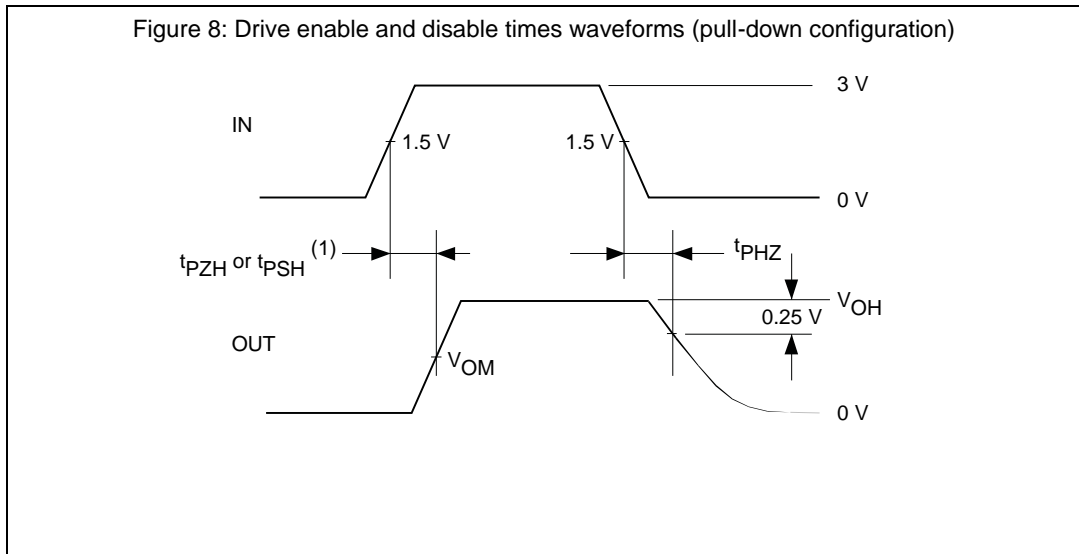 Figure 8: Drive enable and disable times waveforms (pull-down configuration)
3 V
IN
1.5 V
1.5 V
0 V
tPZH or tPSH (1)
tPHZ
VOH
0.25 V
OUT
VOM
0 V